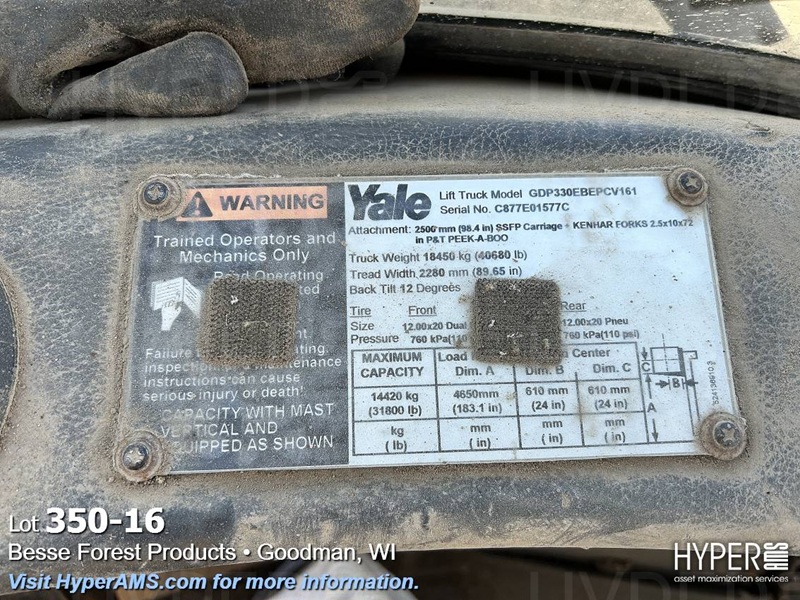 WARNING
Trained Operators and
Mechanics Only
Read Operating
Failure
inspection maintenance
instructions can cause
serious injury or death!
CAPACITY WITH MAST
VERTICAL AND
EQUIPPED AS SHOWN
Yale
Lift Truck Model GDP330EBEPCV161
Serial No. C877E01577C
Attachment: 2500 mm (98.4 in) SSFP Carriage + KENHAR FORKS 2.5x10x72
in P&T PEEK-A-BOO
Truck Weight 18450 kg (40680 lb)
Tread Width 2280 mm (89.65 in)
Back Tilt 12 Degrees
Tire Front Rear
Size 12.00x20 Dual 12.00x20 Pneu
Pressure 760 kPa(110 760 kPa(110 psi)
MAXIMUM CAPACITY Load Center
Dim. A Dim. B Dim. C
14420 kg 4650mm 610 mm 610 mm
(31800 lb) (183.1 in) (24 in) (24 in)
kg mm mm mm
( lb) ( in) ( in) ( in)
C
B
A
Lot 350-16
Besse Forest Products • Goodman, WI
Visit HyperAMS.com for more information.
HYPER AMS
asset maximization services